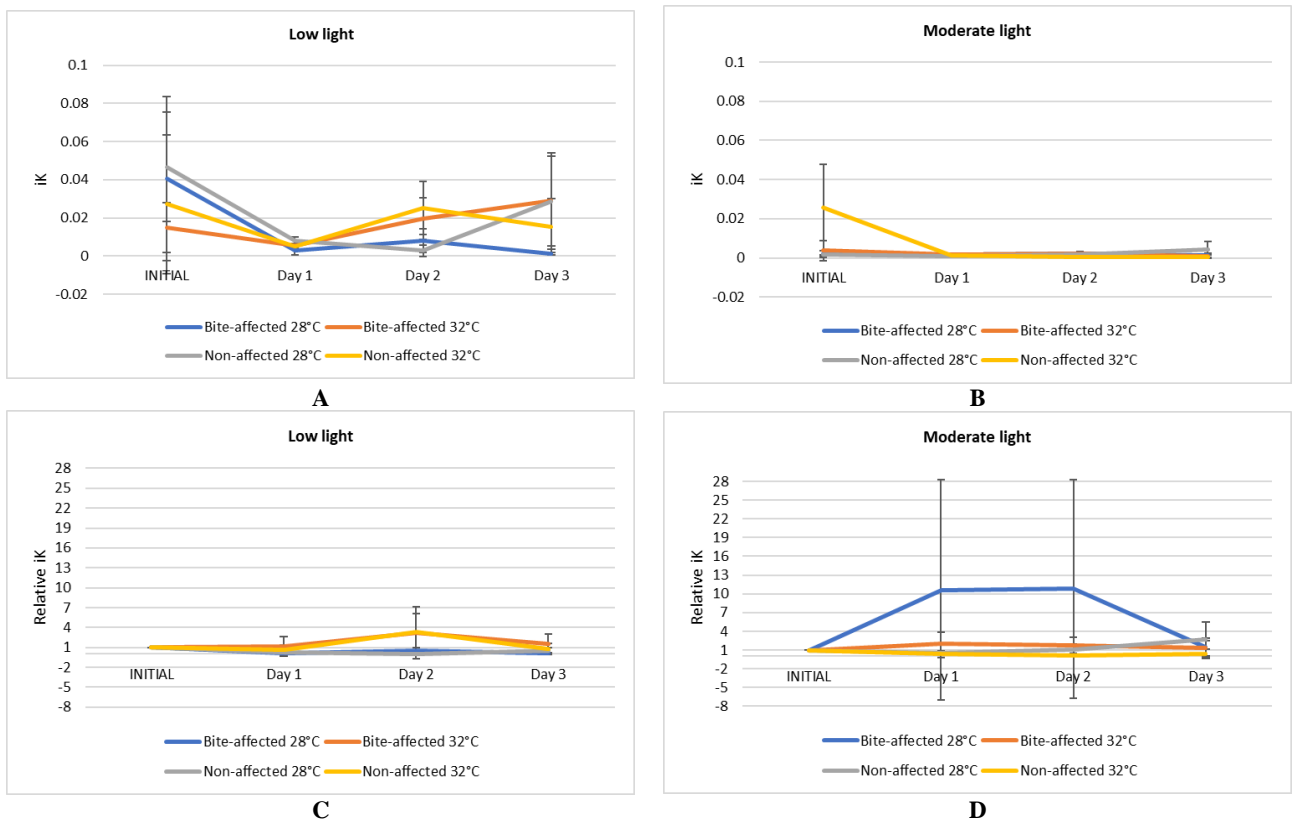 Low light
0.1
0.08
0.06
0.04
0.02
0
-0.02
iK
INITIAL Day 1 Day 2 Day 3
Bite-affected 28°C Bite-affected 32°C
Non-affected 28°C Non-affected 32°C
A
Moderate light
0.1
0.08
0.06
0.04
0.02
0
-0.02
iK
INITIAL Day 1 Day 2 Day 3
Bite-affected 28°C Bite-affected 32°C
Non-affected 28°C Non-affected 32°C
B
Low light
28
25
22
19
16
13
10
7
4
1
-2
-5
-8
Relative iK
INITIAL Day 1 Day 2 Day 3
Bite-affected 28°C Bite-affected 32°C
Non-affected 28°C Non-affected 32°C
C
Moderate light
28
25
22
19
16
13
10
7
4
1
-2
-5
-8
Relative iK
INITIAL Day 1 Day 2 Day 3
Bite-affected 28°C Bite-affected 32°C
Non-affected 28°C Non-affected 32°C
D